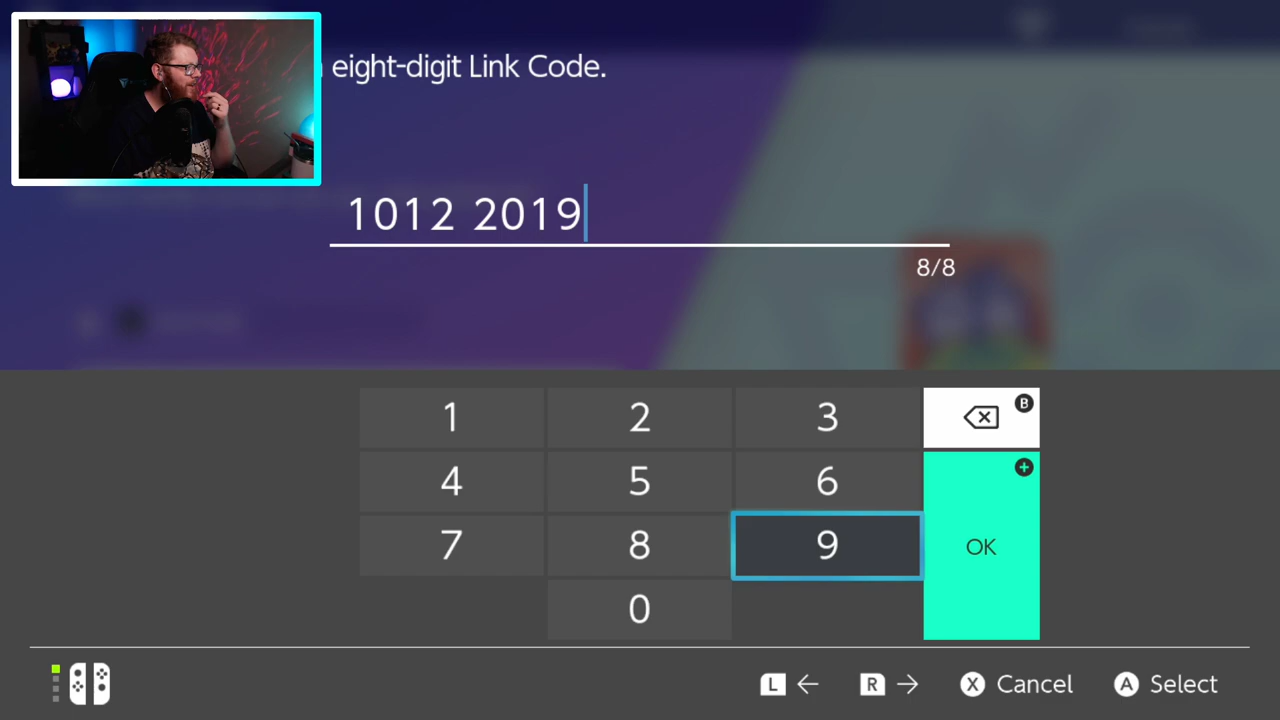 eight-digit Link Code.
1012 2019
8/8
1 2 3 B
4 5 6 +
7 8 9 OK
0
L ← R → X Cancel A Select